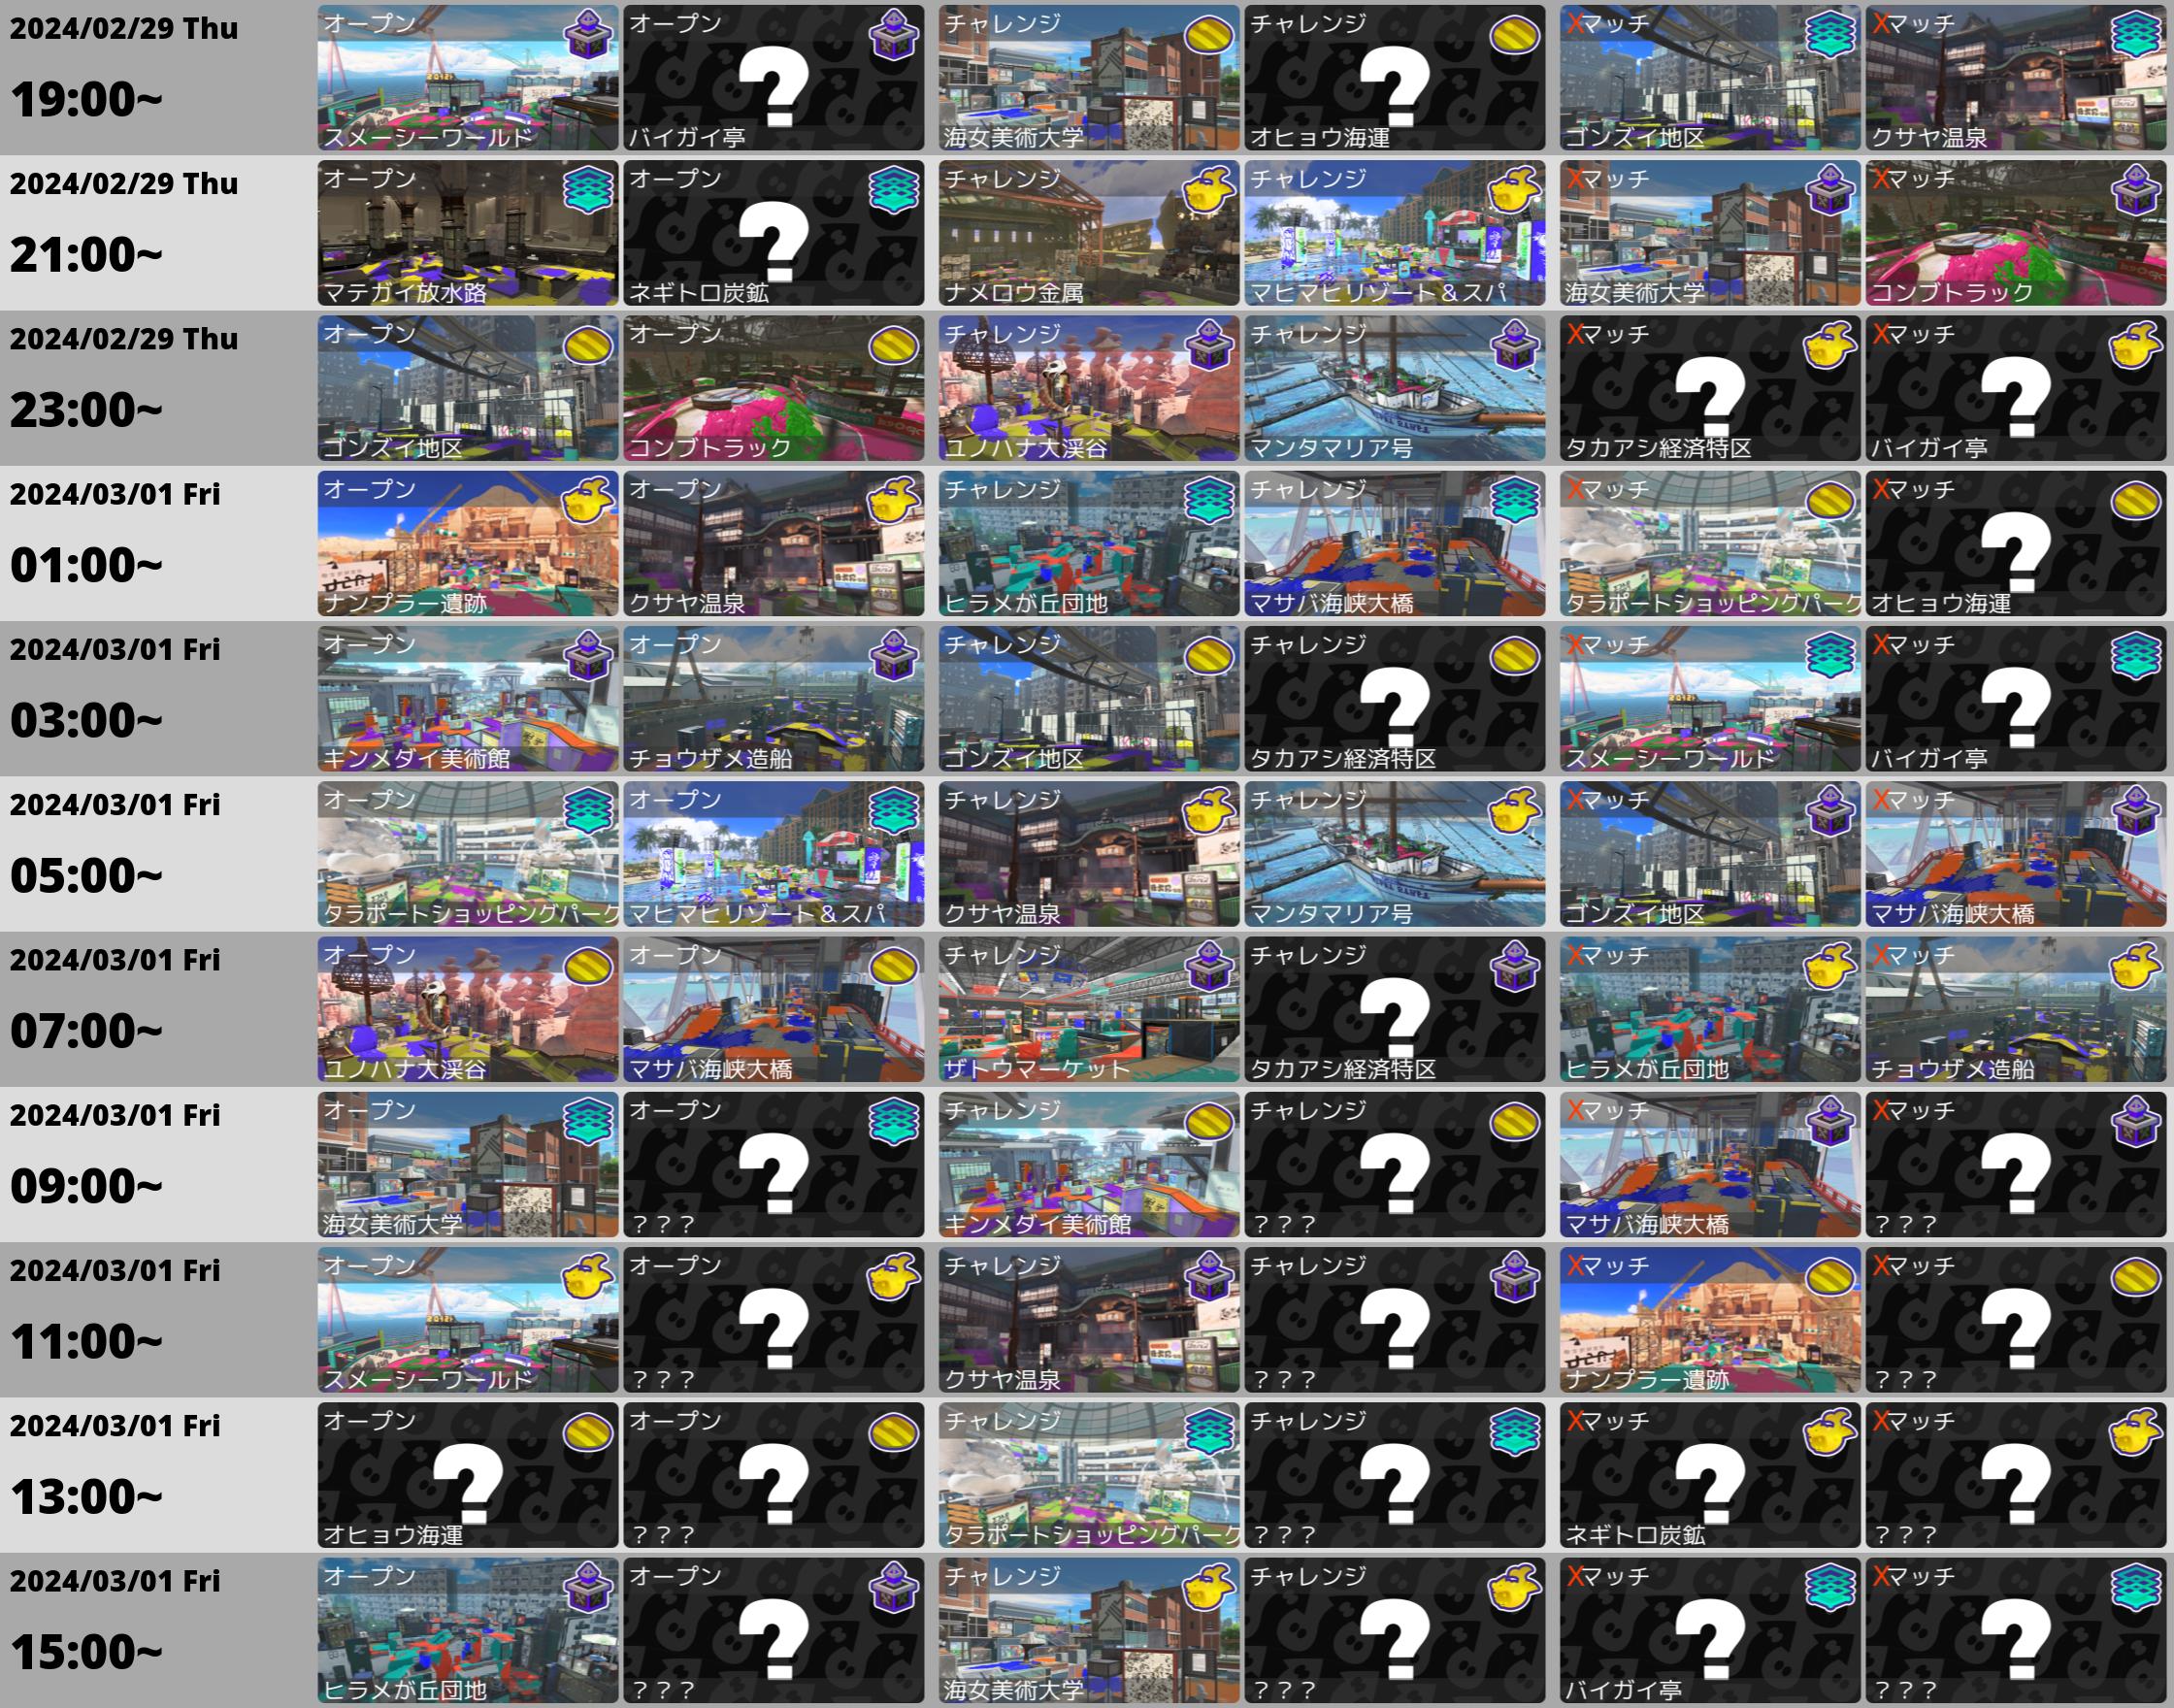 2024/02/29 Thu
19:00~
オープン
スメーシーワールド
オープン
バイガイ亭
チャレンジ
海女美術大学
チャレンジ
オヒョウ海運
Xマッチ
ゴンズイ地区
Xマッチ
クサヤ温泉
2024/02/29 Thu
21:00~
オープン
マテガイ放水路
オープン
ネギトロ炭鉱
チャレンジ
ナメロウ金属
チャレンジ
マヒマヒリゾート＆スパ
Xマッチ
海女美術大学
Xマッチ
コンブトラック
2024/02/29 Thu
23:00~
オープン
ゴンズイ地区
オープン
コンブトラック
チャレンジ
ユノハナ大渓谷
チャレンジ
マンタマリア号
Xマッチ
タカアシ経済特区
Xマッチ
バイガイ亭
2024/03/01 Fri
01:00~
オープン
ナンプラー遺跡
オープン
クサヤ温泉
チャレンジ
ヒラメが丘団地
チャレンジ
マサバ海峡大橋
Xマッチ
タラポートショッピングパーク
Xマッチ
オヒョウ海運
2024/03/01 Fri
03:00~
オープン
キンメダイ美術館
オープン
チョウザメ造船
チャレンジ
ゴンズイ地区
チャレンジ
タカアシ経済特区
Xマッチ
スメーシーワールド
Xマッチ
バイガイ亭
2024/03/01 Fri
05:00~
オープン
タラポートショッピングパーク
オープン
マヒマヒリゾート＆スパ
チャレンジ
クサヤ温泉
チャレンジ
マンタマリア号
Xマッチ
ゴンズイ地区
Xマッチ
マサバ海峡大橋
2024/03/01 Fri
07:00~
オープン
ユノハナ大渓谷
オープン
マサバ海峡大橋
チャレンジ
ザトウマーケット
チャレンジ
タカアシ経済特区
Xマッチ
ヒラメが丘団地
Xマッチ
チョウザメ造船
2024/03/01 Fri
09:00~
オープン
海女美術大学
オープン
？？？
チャレンジ
キンメダイ美術館
チャレンジ
？？？
Xマッチ
マサバ海峡大橋
Xマッチ
？？？
2024/03/01 Fri
11:00~
オープン
スメーシーワールド
オープン
？？？
チャレンジ
クサヤ温泉
チャレンジ
？？？
Xマッチ
ナンプラー遺跡
Xマッチ
？？？
2024/03/01 Fri
13:00~
オープン
オヒョウ海運
オープン
？？？
チャレンジ
タラポートショッピングパーク
チャレンジ
？？？
Xマッチ
ネギトロ炭鉱
Xマッチ
？？？
2024/03/01 Fri
15:00~
オープン
ヒラメが丘団地
オープン
？？？
チャレンジ
海女美術大学
チャレンジ
？？？
Xマッチ
バイガイ亭
Xマッチ
？？？